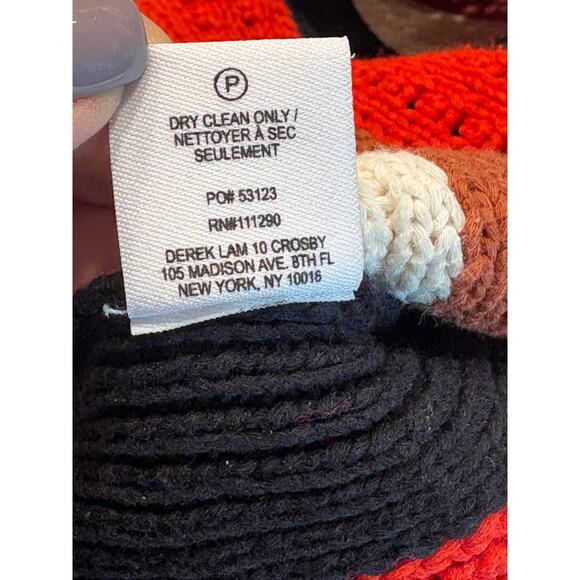 P
DRY CLEAN ONLY /
NETTOYER À SEC
SEULEMENT
PO# 53123
RN#111290
DEREK LAM 10 CROSBY
105 MADISON AVE. 8TH FL
NEW YORK, NY 10016